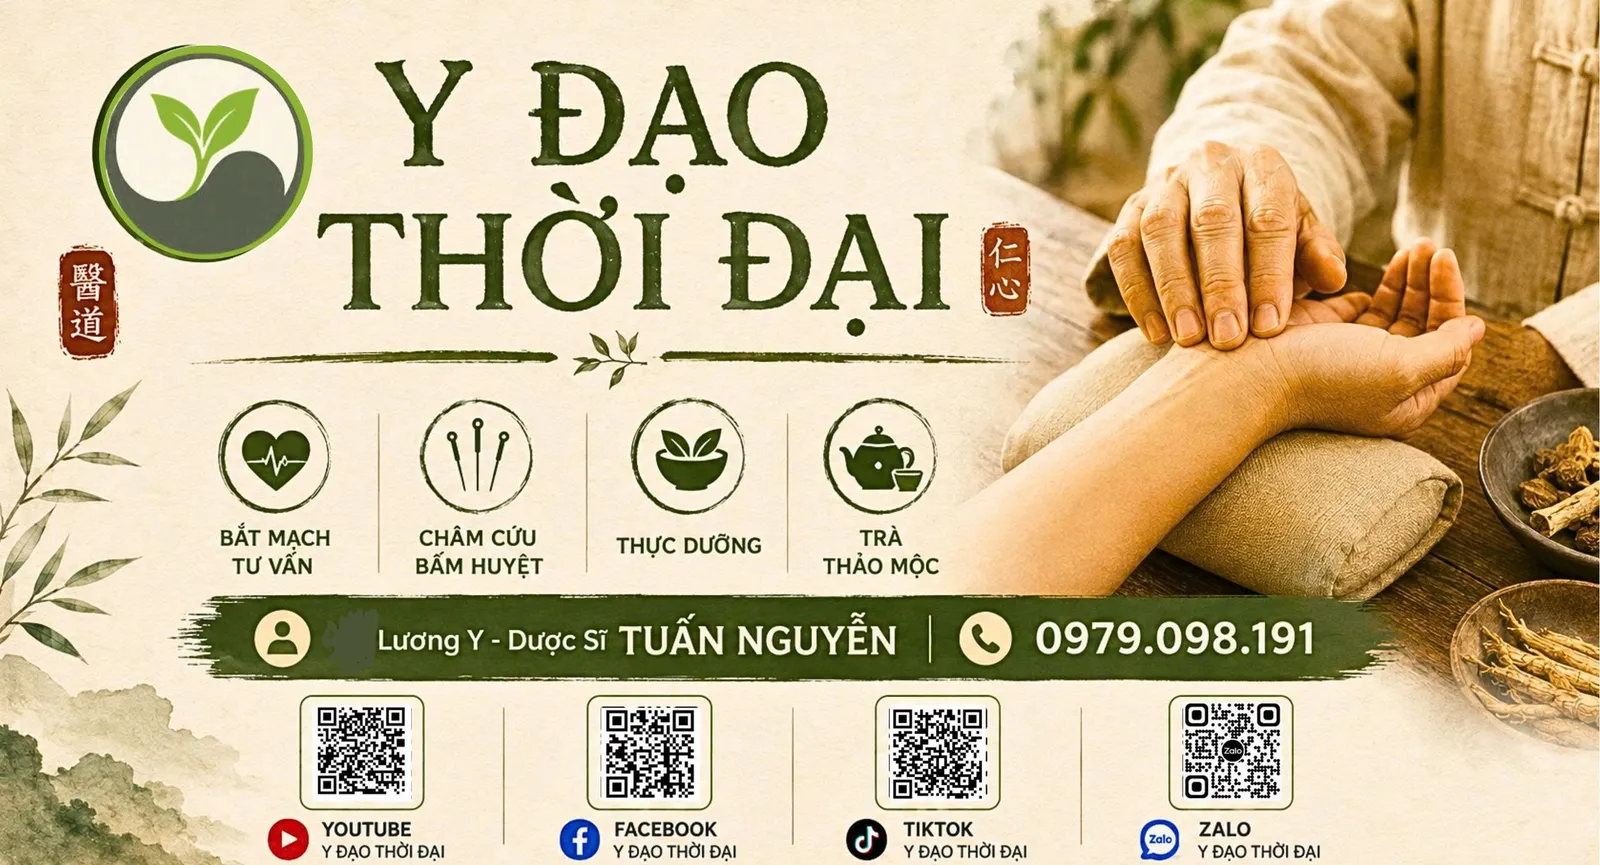 Y ĐẠO
THỜI ĐẠI
醫道
仁心
BẮT MẠCH
TƯ VẤN
CHÂM CỨU
BẤM HUYỆT
THỰC DƯỠNG
TRÀ
THẢO MỘC
Lương Y - Dược Sĩ TUẤN NGUYỄN
0979.098.191
YOUTUBE
Y ĐẠO THỜI ĐẠI
FACEBOOK
Y ĐẠO THỜI ĐẠI
TIKTOK
Y ĐẠO THỜI ĐẠI
Zalo
Zalo
ZALO
Y ĐẠO THỜI ĐẠI